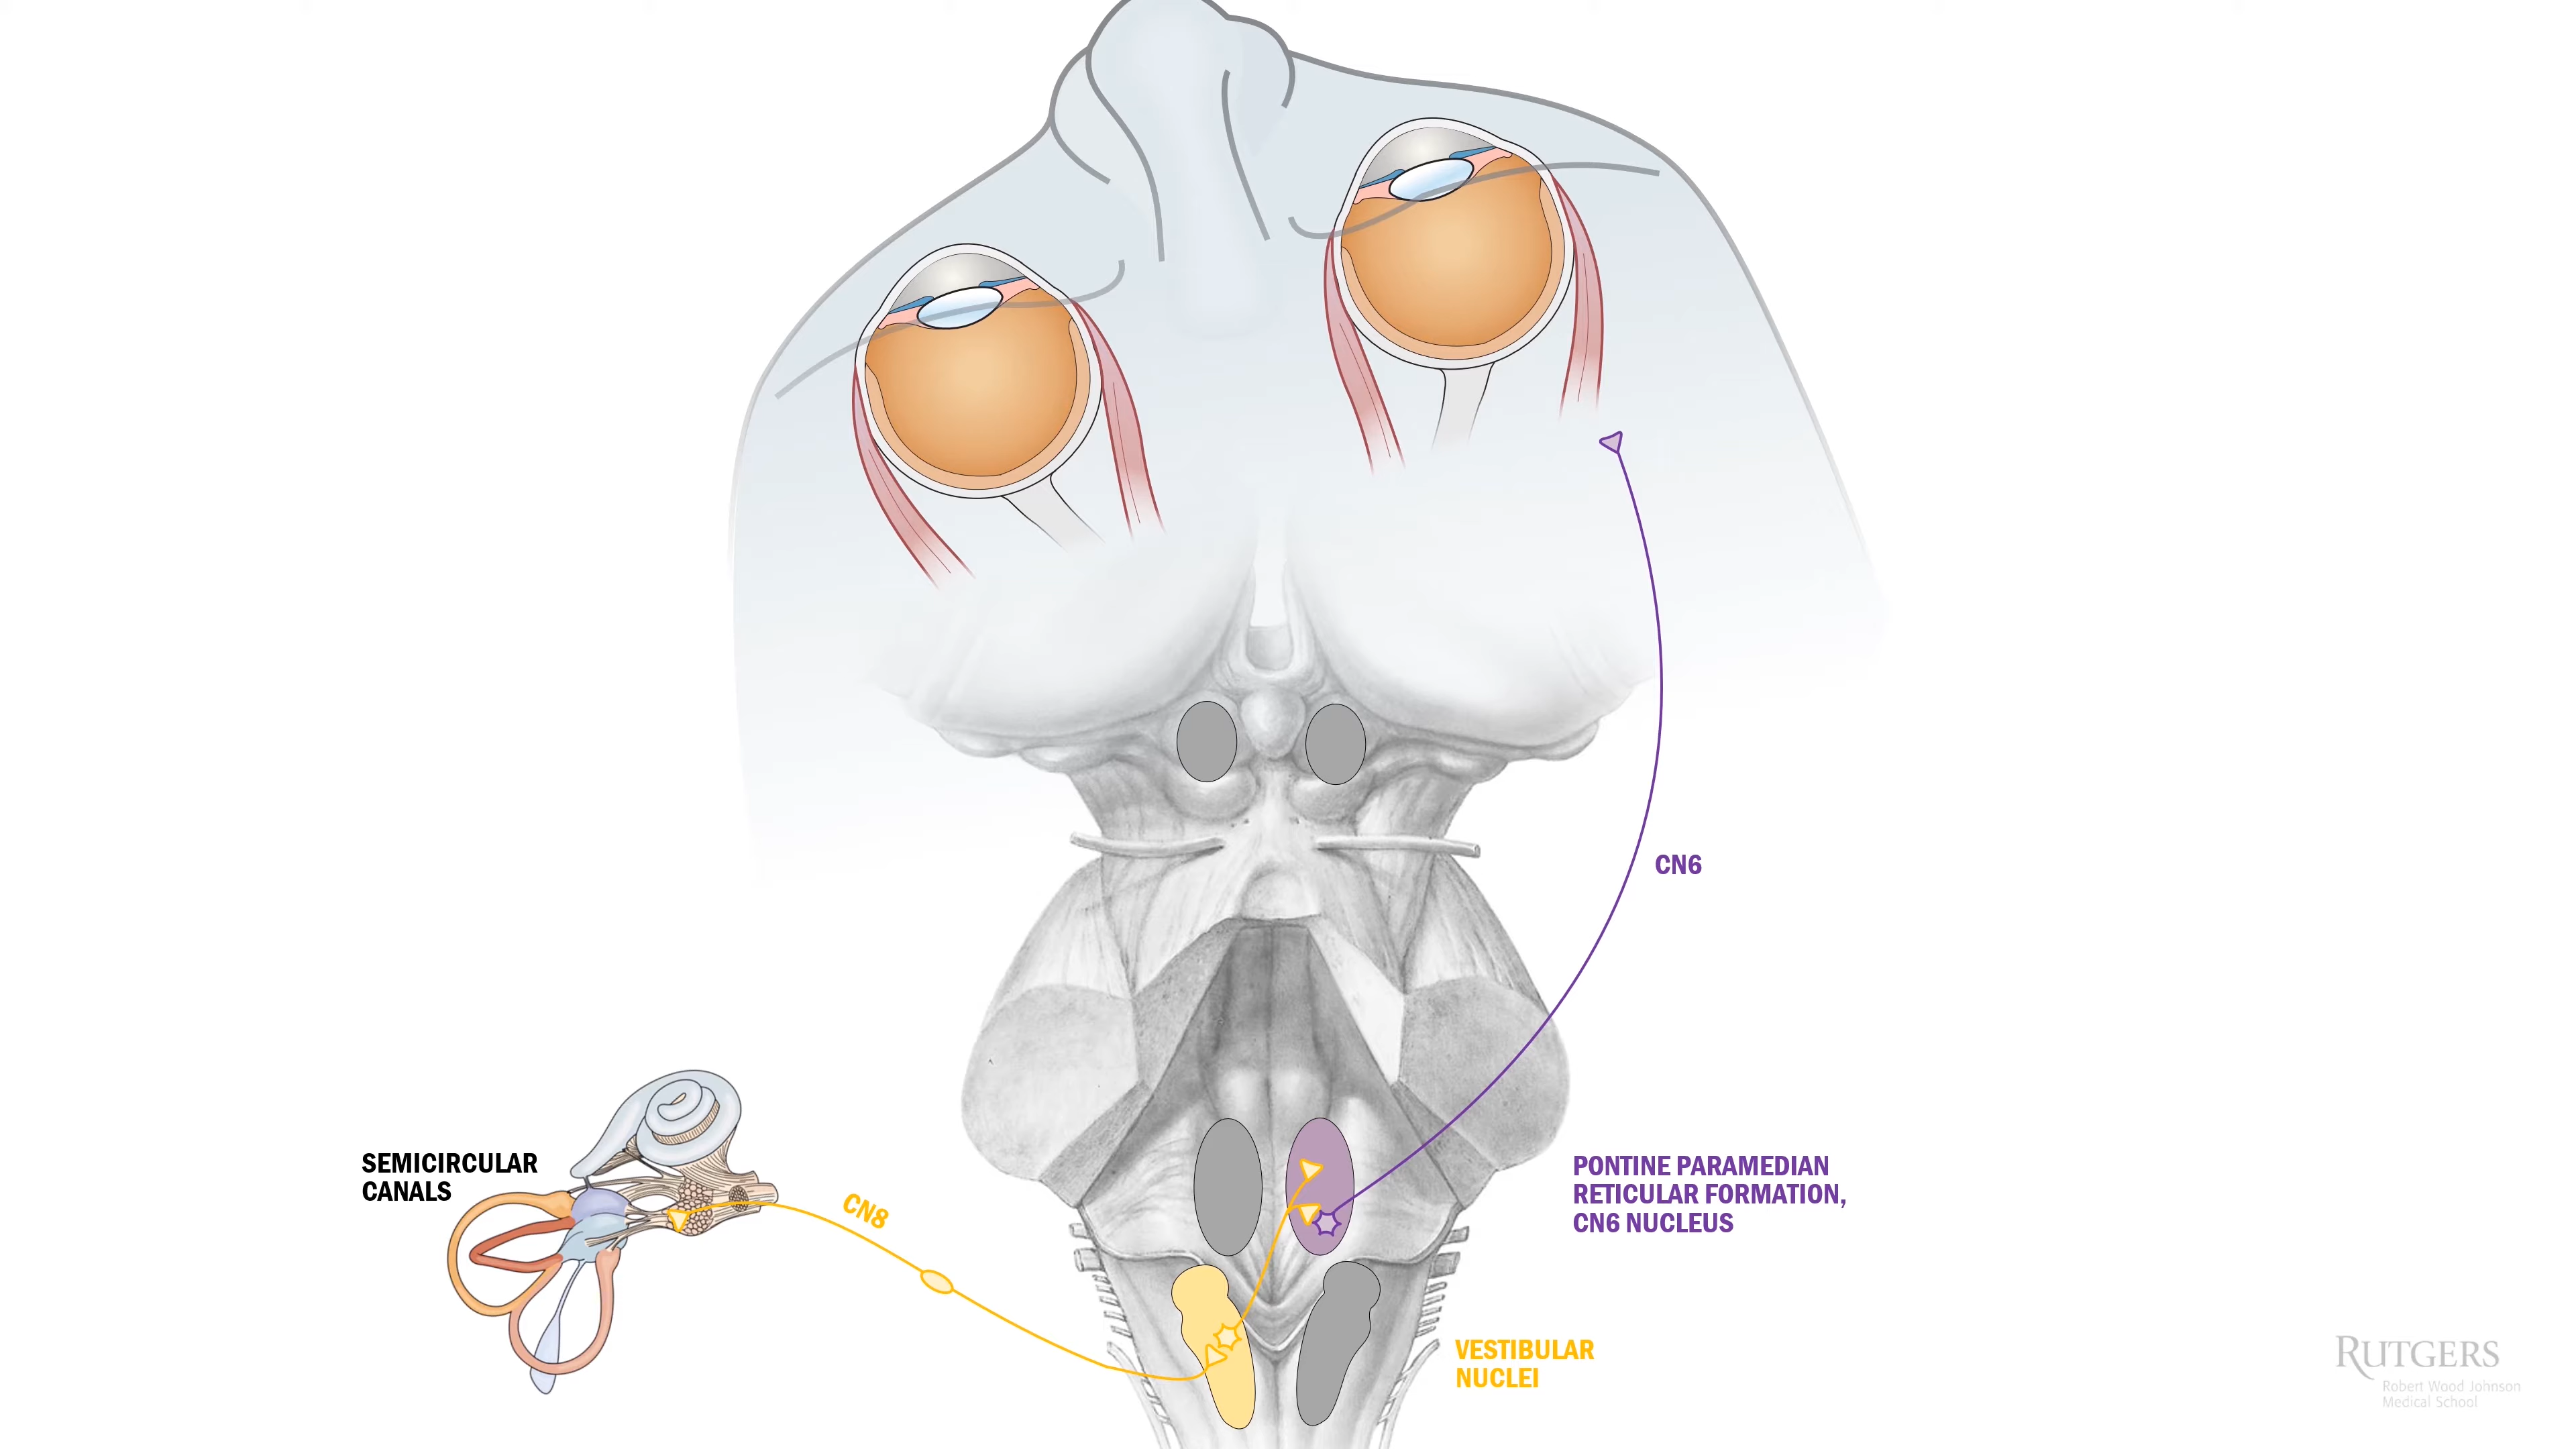 CN6
SEMICIRCULAR
CANALS
CN8
PONTINE PARAMEDIAN
RETICULAR FORMATION,
CN6 NUCLEUS
VESTIBULAR
NUCLEI
RUTGERS
Robert Wood Johnson
Medical School